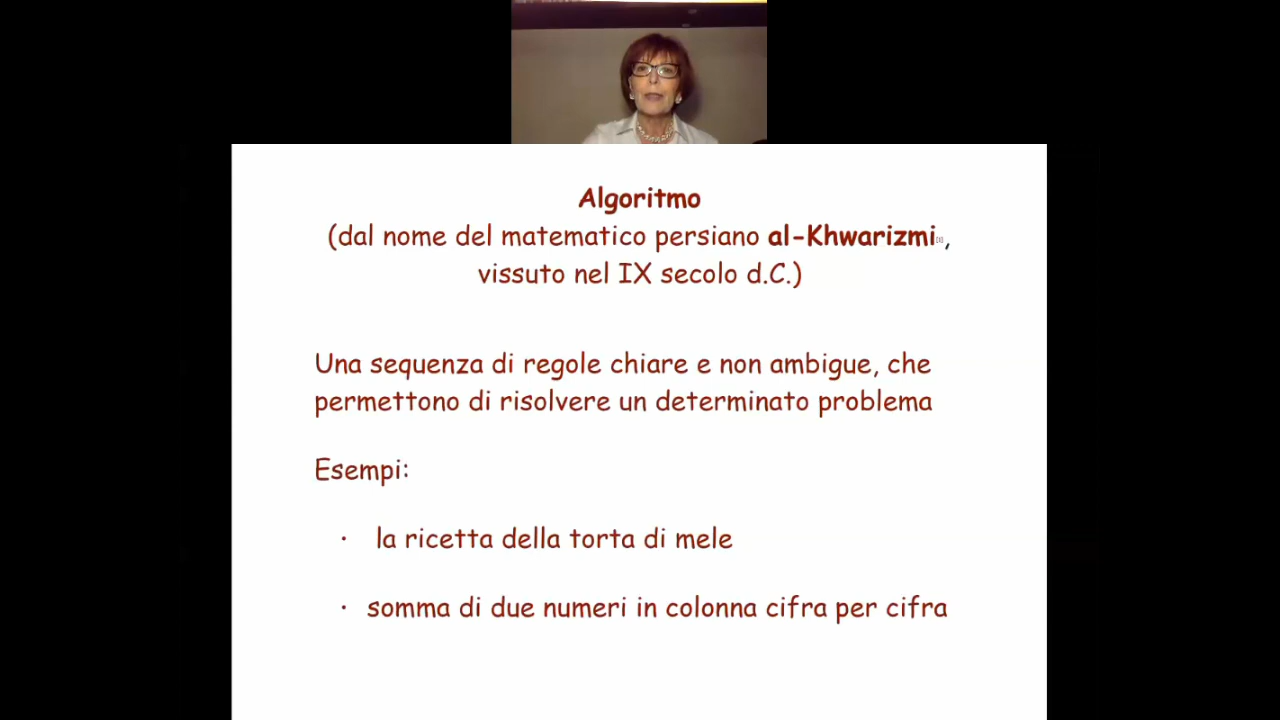 Algoritmo
(dal nome del matematico persiano al-Khwarizmi,
vissuto nel IX secolo d.C.)
Una sequenza di regole chiare e non ambigue, che
permettono di risolvere un determinato problema
Esempi:
· la ricetta della torta di mele
· somma di due numeri in colonna cifra per cifra